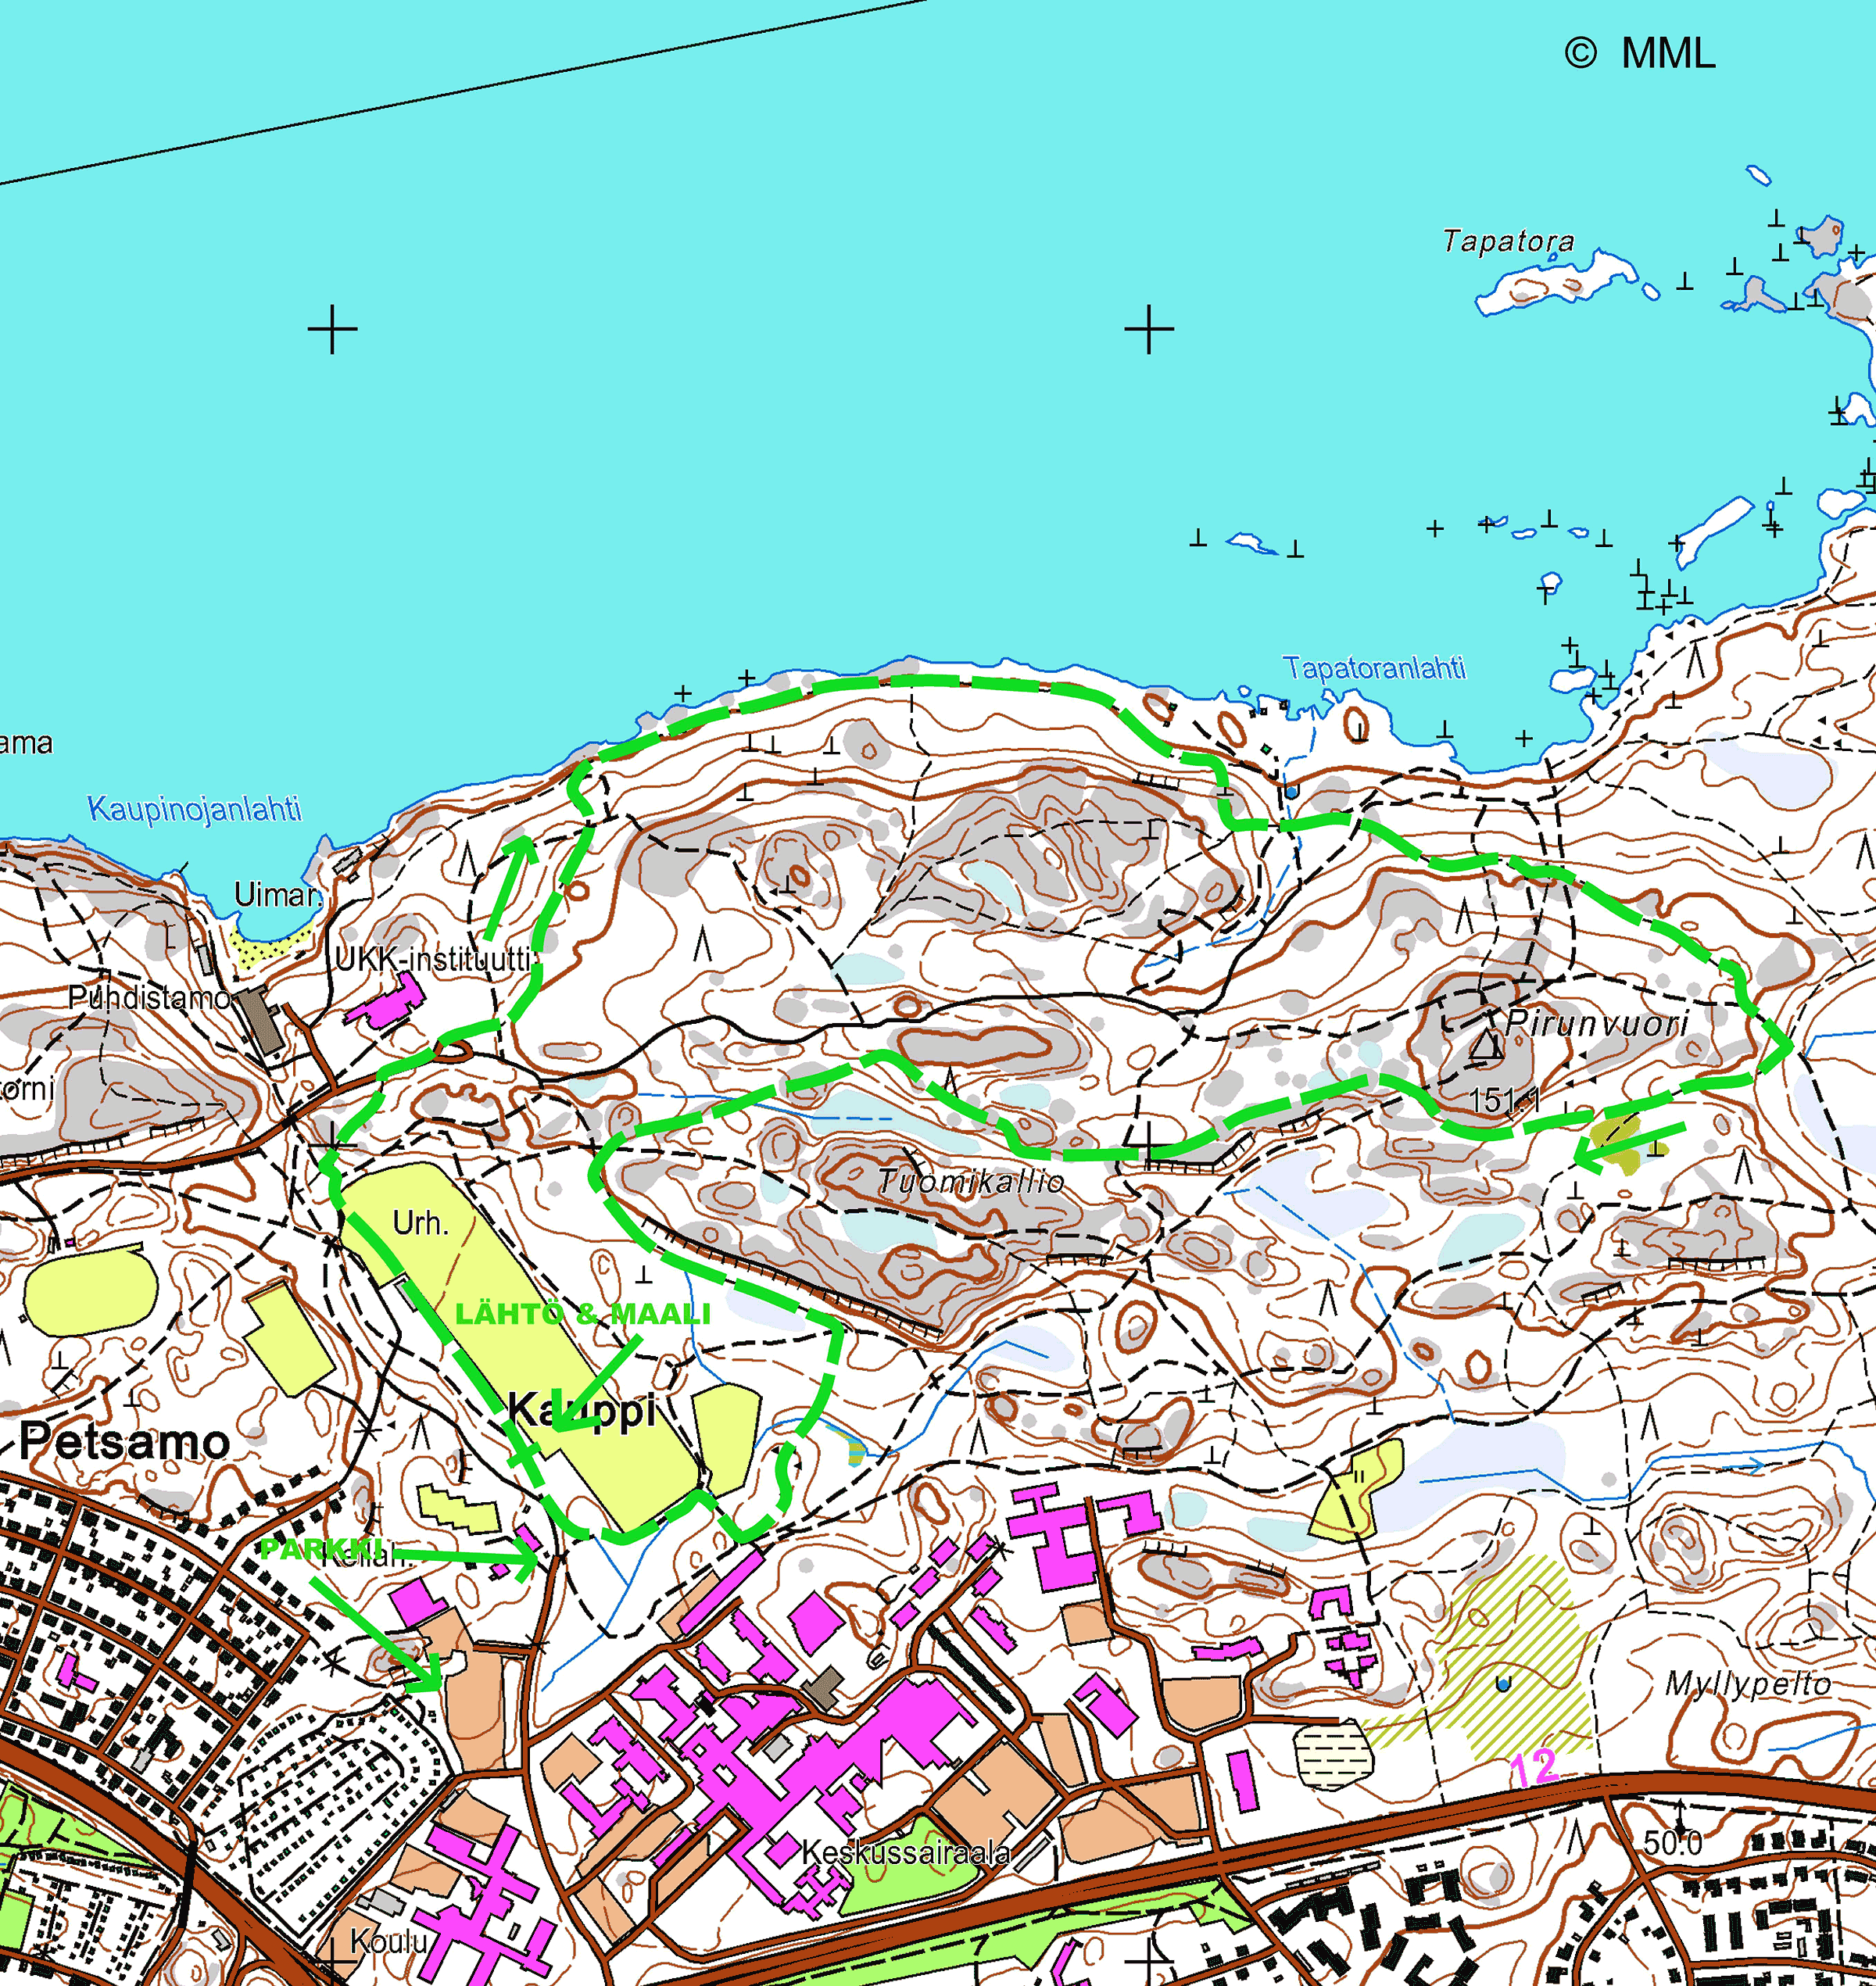 © MML
Tapatora
Tapatoranlahti
ama
Kaupinojanlahti
Uimar.
UKK-instituutti
Puhdistamo
Pirunvuori
orni
151.1
Tuomikallio
Urh.
LÄHTÖ & MAALI
Kauppi
Petsamo
PARKKI
Myllypelto
12
Keskussairaala
50.0
Koulu